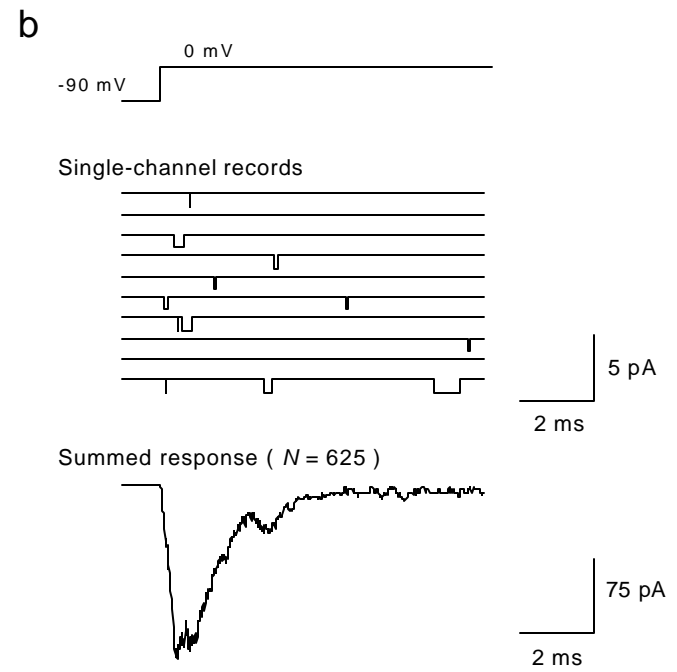 b
0 mV
-90 mV
Single-channel records
5 pA
2 ms
Summed response ( N = 625 )
75 pA
2 ms